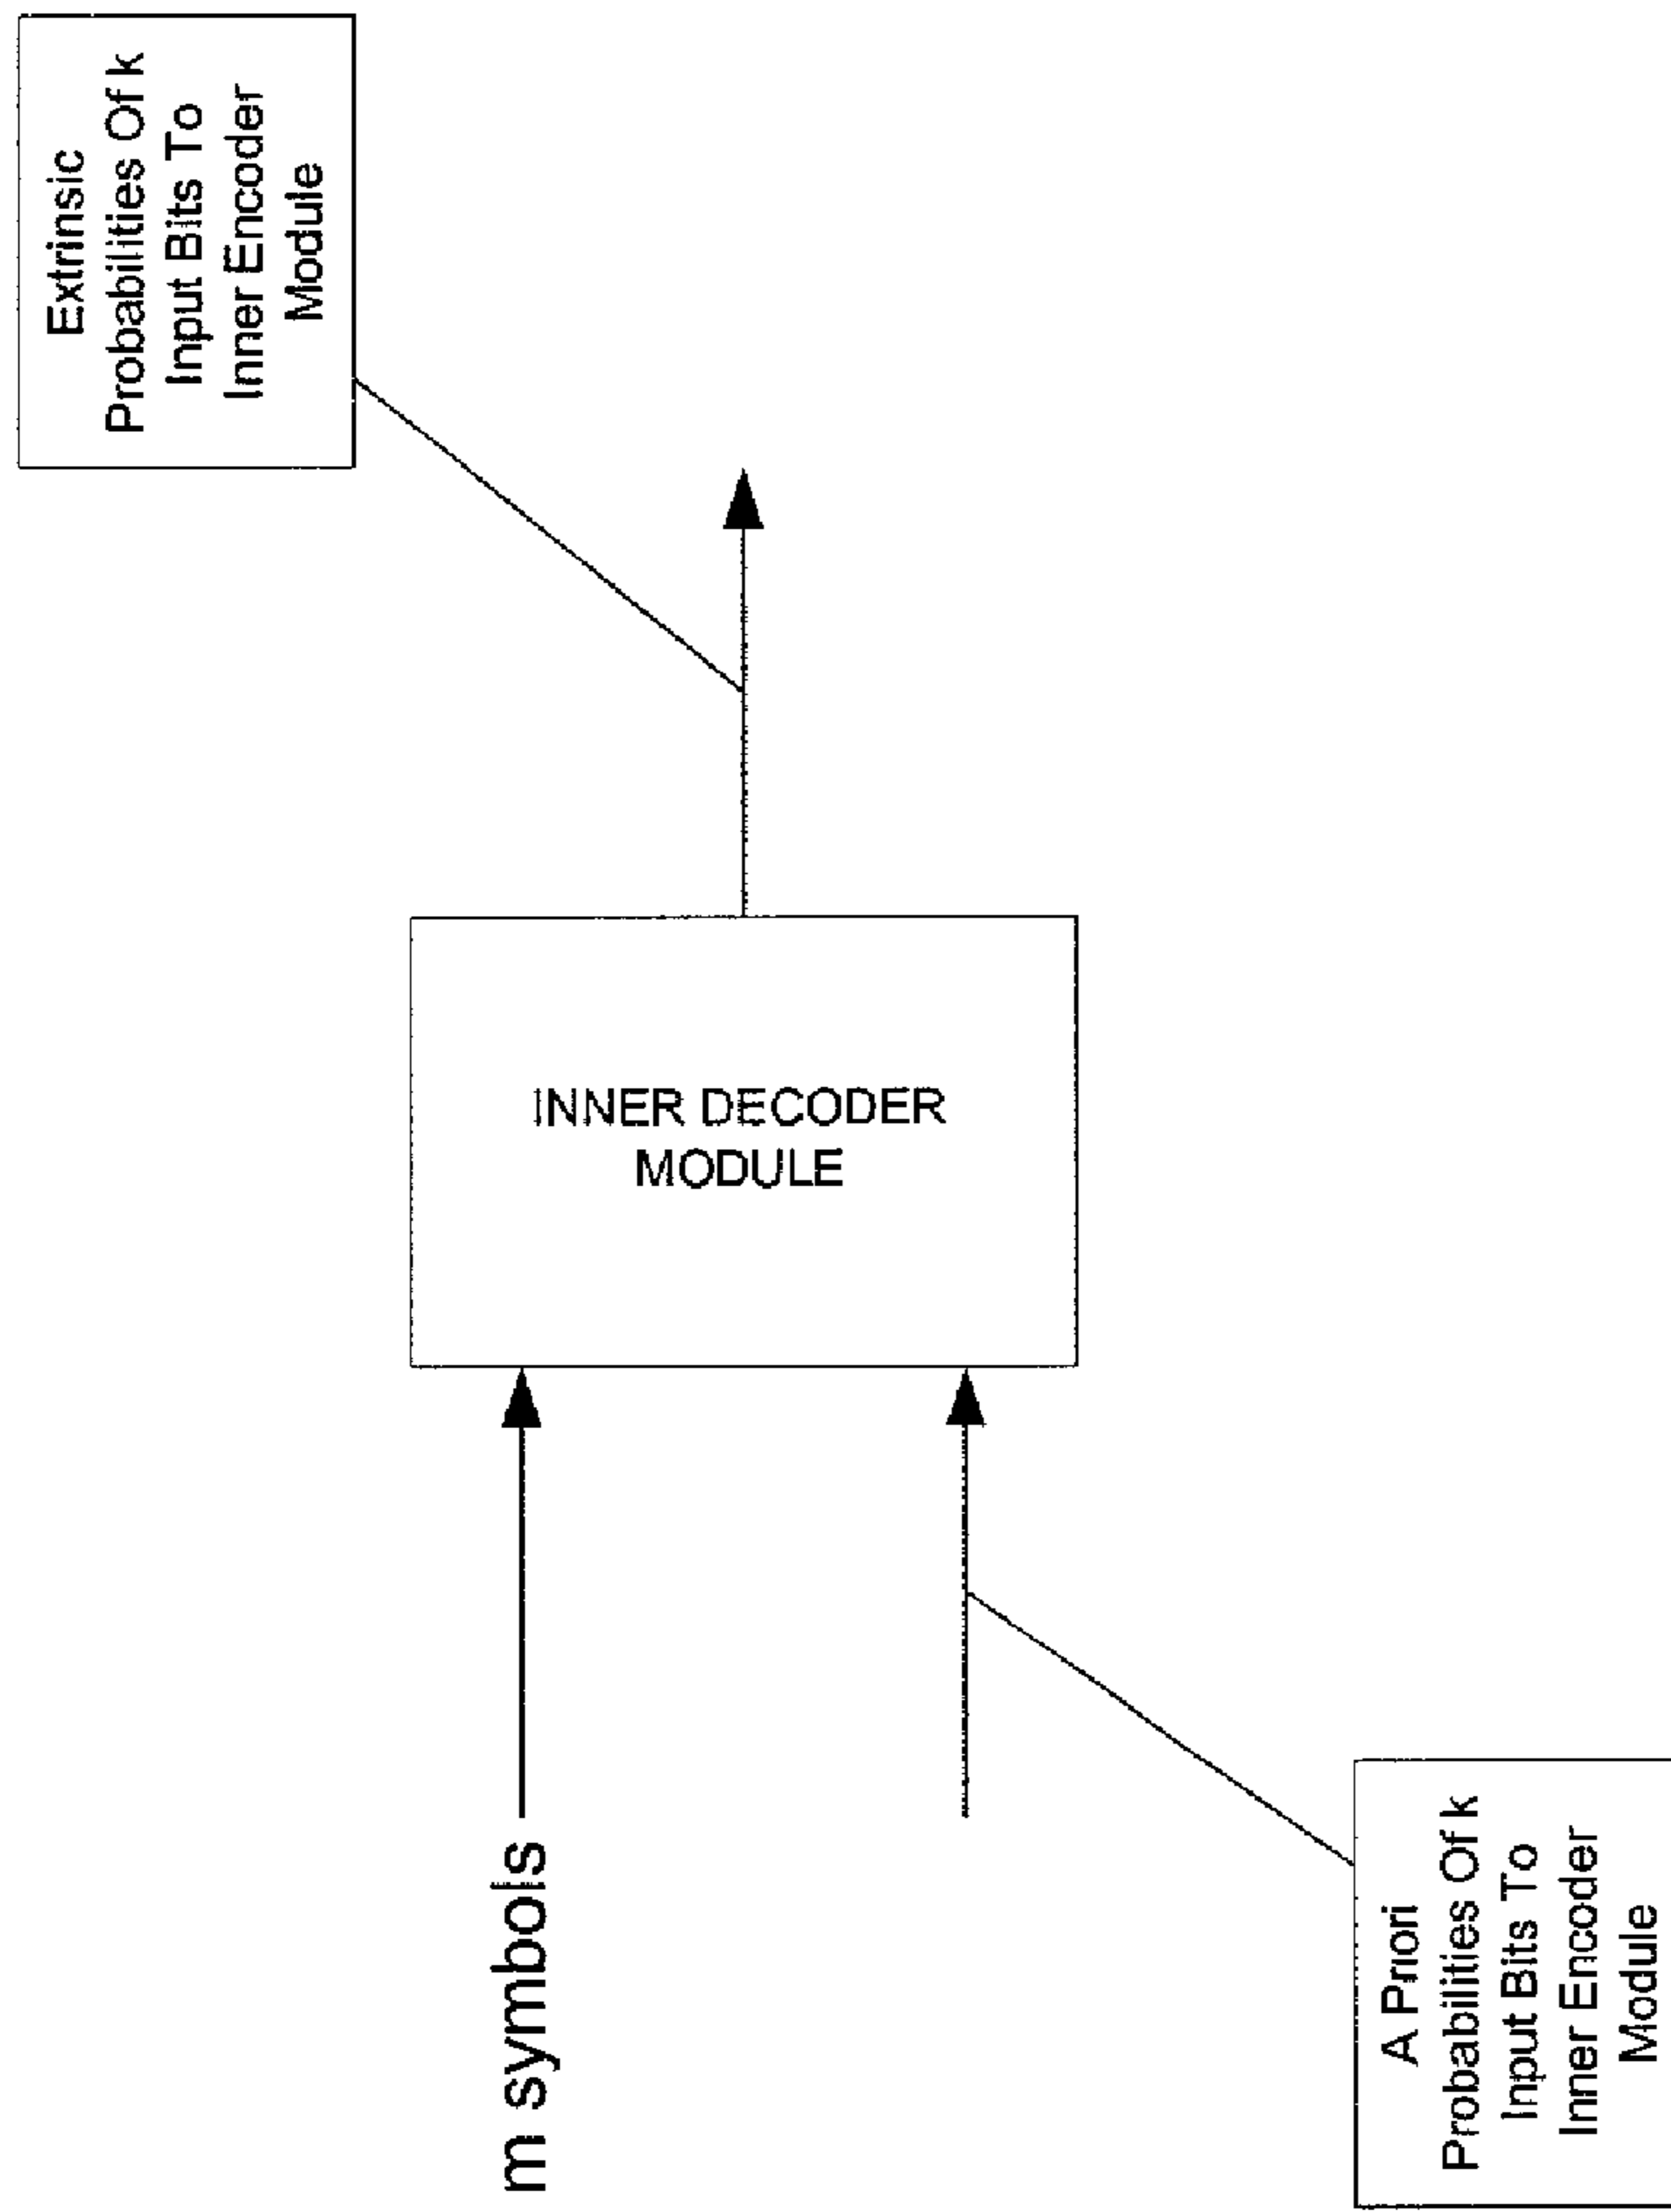 Extrinsic
Probabilities Of k
Input Bits To
Inner Encoder
Module
INNER DECODER
MODULE
m symbols
A Priori
Probabilities Of k
Input Bits To
Inner Encoder
Module